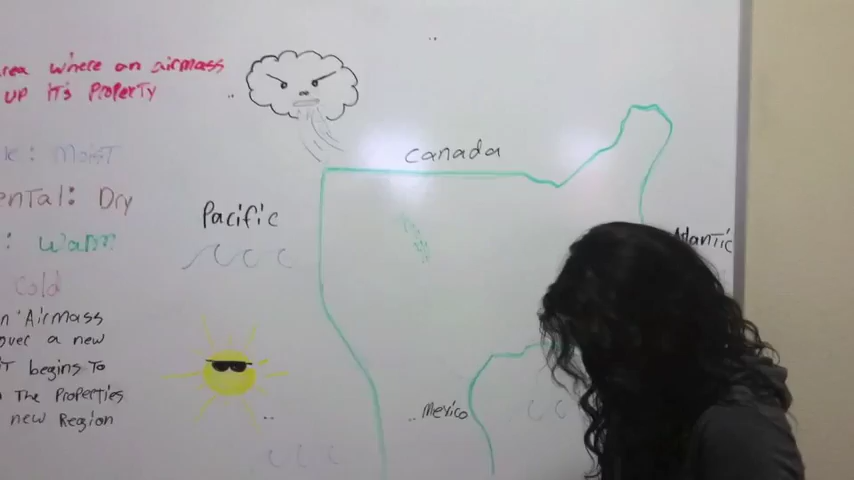 area where an airmass
up it's Property
: Moist
ental: Dry
: Warm
Cold
n Airmass
over a new
iT begins To
The Properties
new Region
Canada
Pacific
Atlantic
Mexico